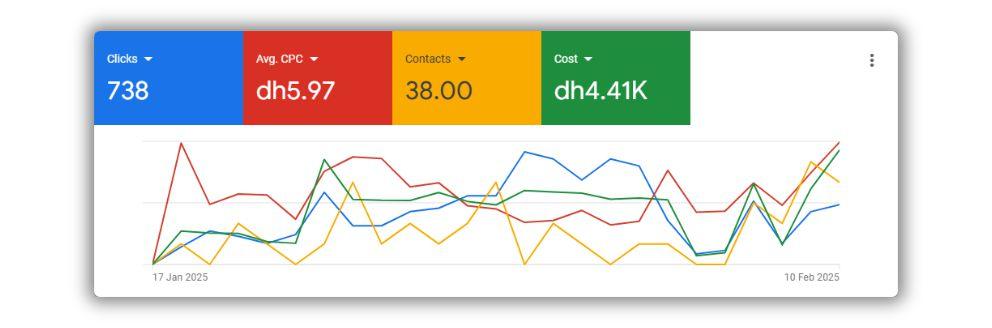 Clicks
738
Avg. CPC
dh5.97
Contacts
38.00
Cost
dh4.41K
17 Jan 2025
10 Feb 2025